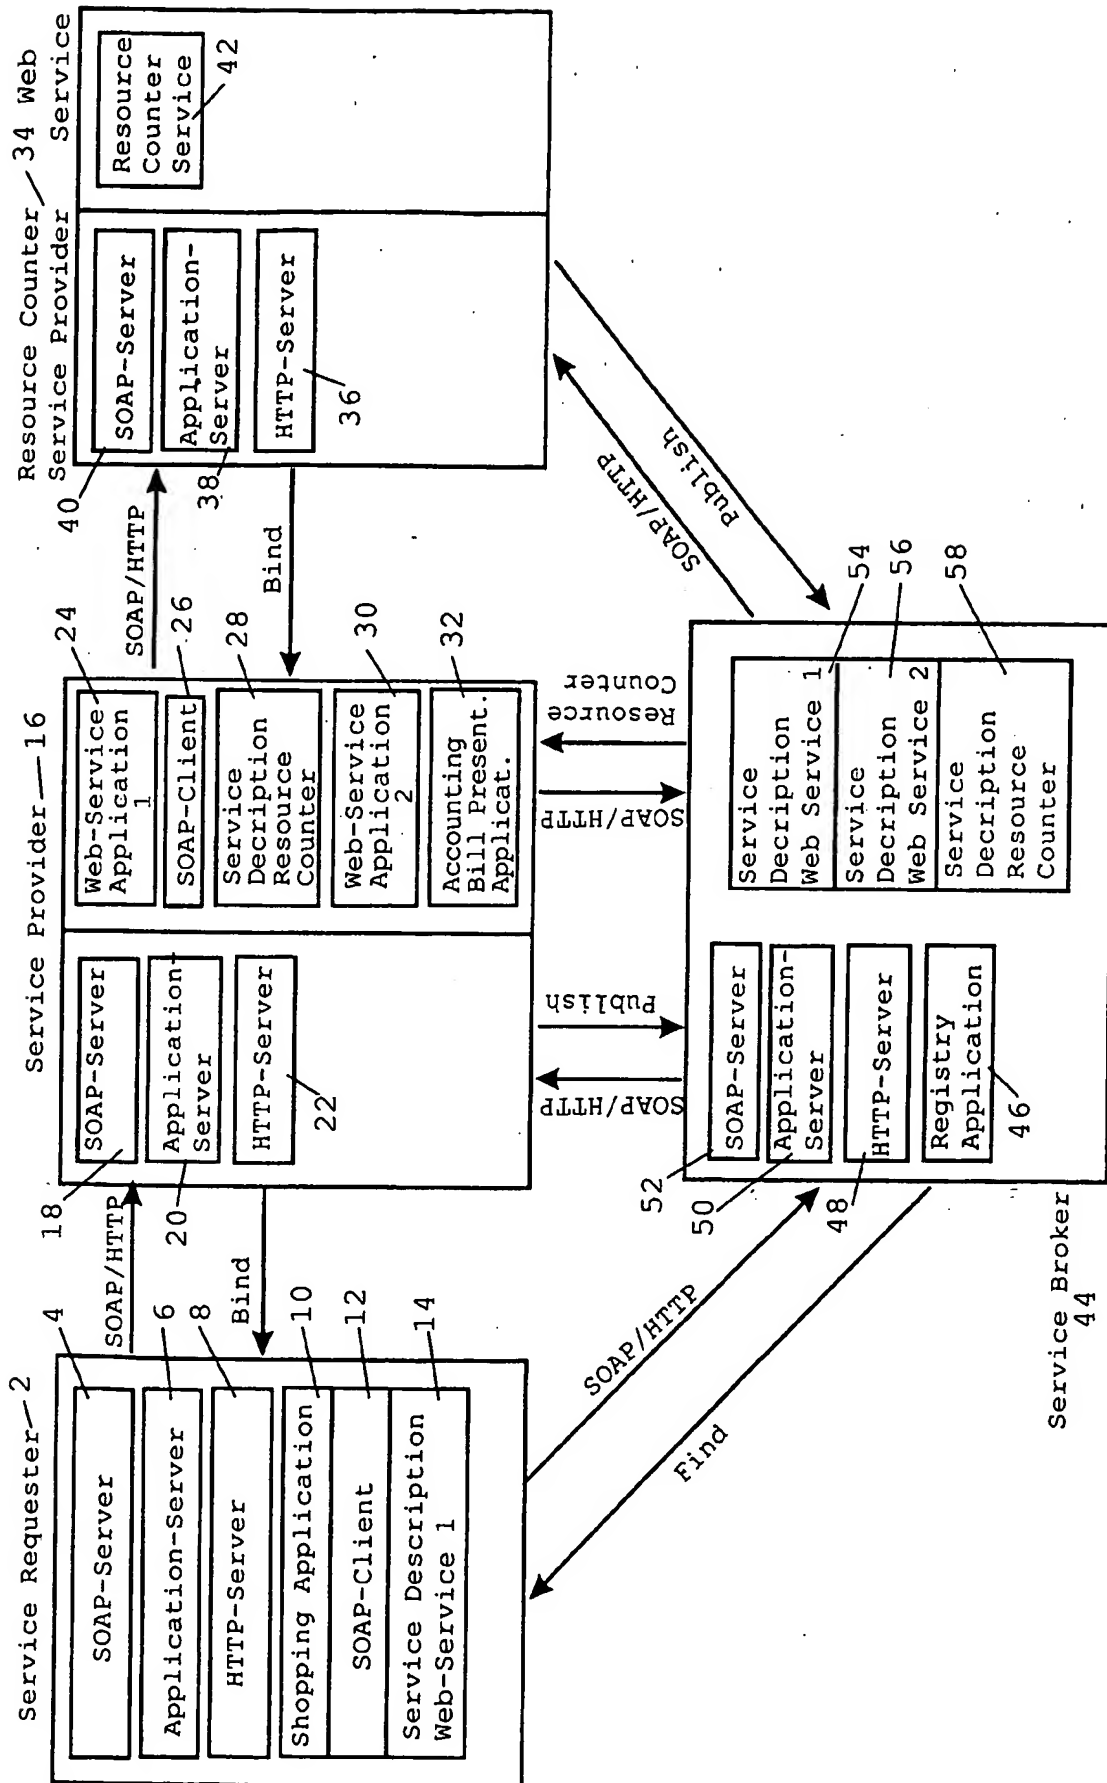 Service Requester 2
SOAP-Server
4
Application-Server
6
HTTP-Server
8
Shopping Application
10
SOAP-Client
12
Service Description
Web-Service 1
14
SOAP/HTTP
Bind
Service Provider 16
SOAP-Server
18
Application-
Server
20
HTTP-Server
22
Web-Service
Application
1
24
SOAP-Client
26
Service
Decription
Resource
Counter
28
Web-Service
Application
2
30
Accounting
Bill Present.
Applicat.
32
SOAP/HTTP
Bind
Resource Counter 34 Web
Service Provider Service
SOAP-Server
40
Application-
Server
38
HTTP-Server
36
Resource
Counter
Service
42
SOAP/HTTP
Publish
SOAP/HTTP
Resource
Counter
SOAP/HTTP
Publish
SOAP/HTTP
Find
Service Broker
44
SOAP-Server
52
Application-
Server
50
HTTP-Server
48
Registry
Application
46
Service
Decription
Web Service 1
54
Service
Decription
Web Service 2
56
Service
Decription
Resource
Counter
58